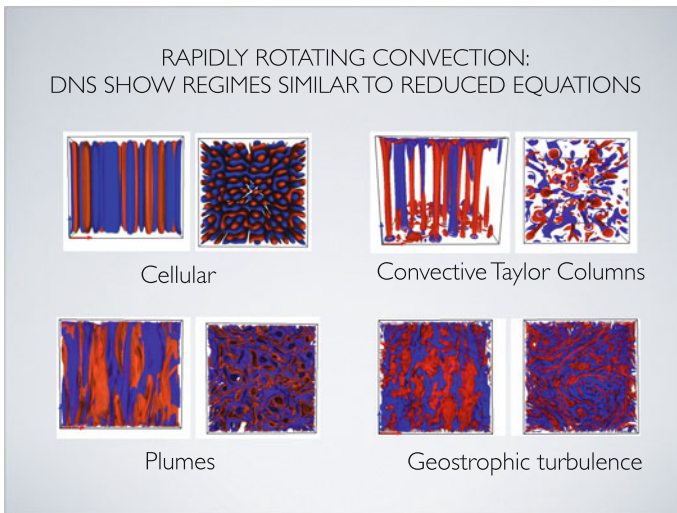 RAPIDLY ROTATING CONVECTION:
DNS SHOW REGIMES SIMILAR TO REDUCED EQUATIONS
Cellular
Convective Taylor Columns
Plumes
Geostrophic turbulence